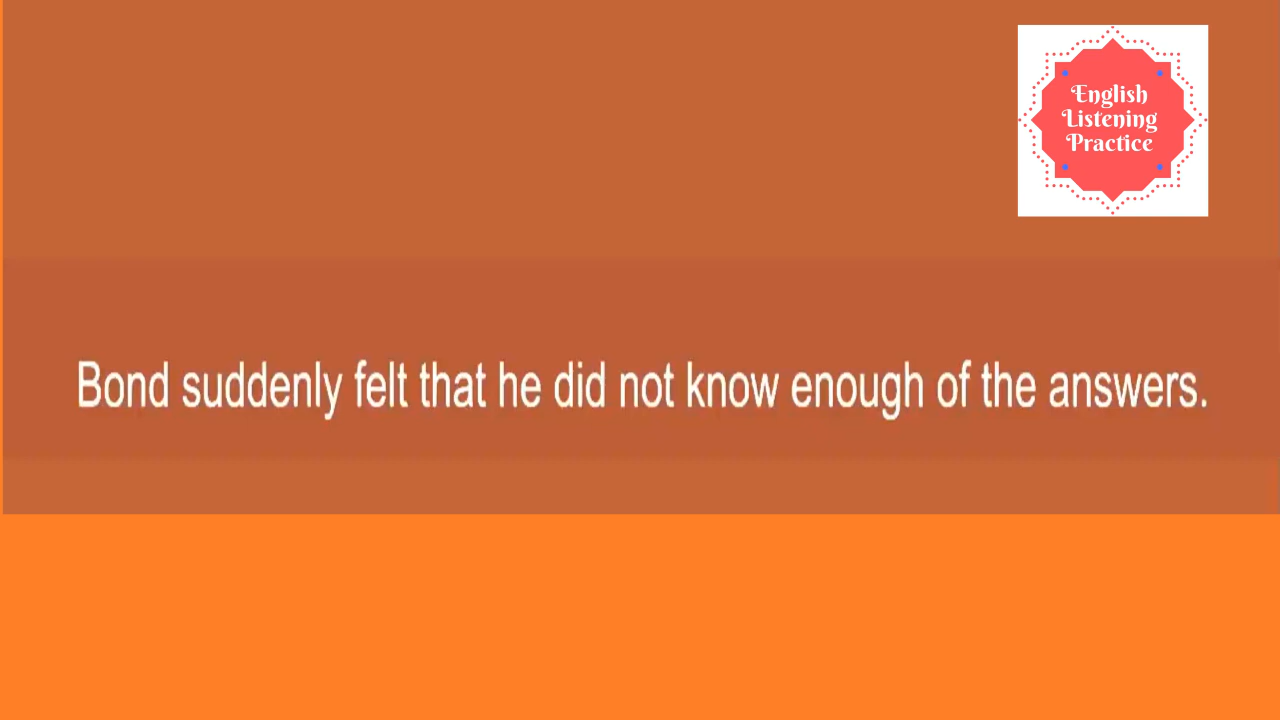 English
Listening
Practice
Bond suddenly felt that he did not know enough of the answers.